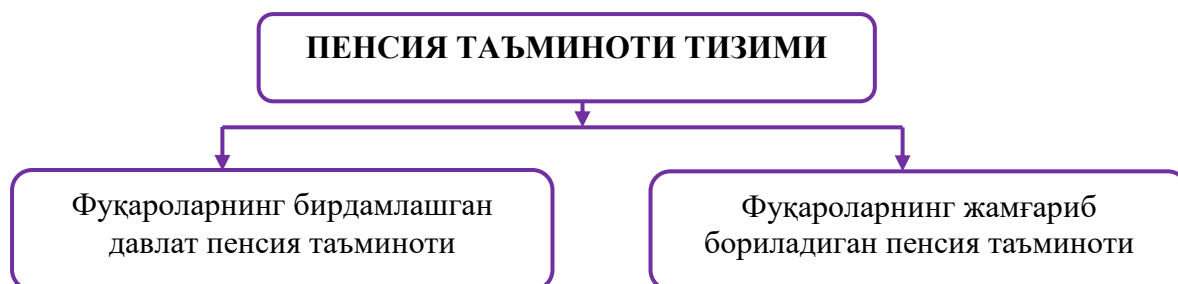 ПЕНСИЯ ТАЪМИНОТИ ТИЗИМИ
Фуқароларнинг бирдамлашган
давлат пенсия таъминоти
Фуқароларнинг жамғариб
бориладиган пенсия таъминоти